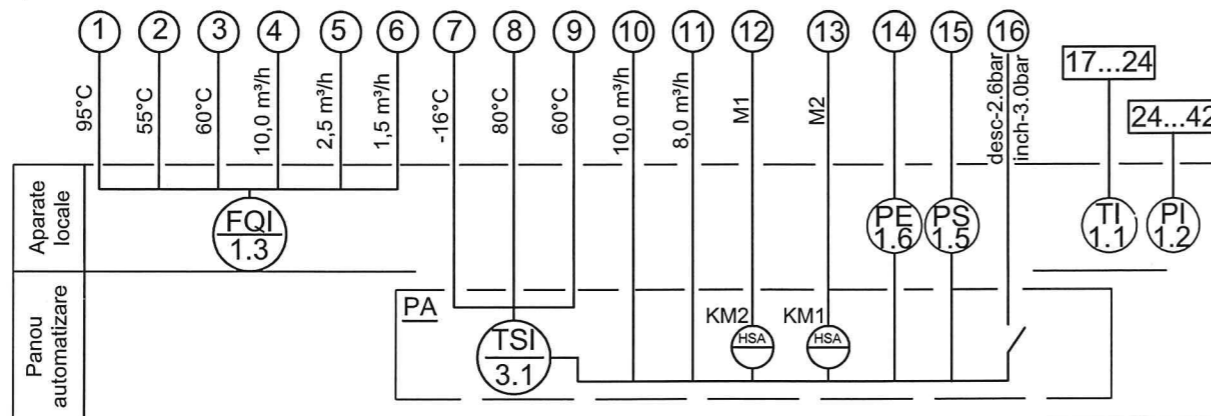 1 2 3 4 5 6 7 8 9 10 11 12 13 14 15 16
17...24
24...42
95°C
55°C
60°C
10,0 m³/h
2,5 m³/h
1,5 m³/h
-16°C
80°C
60°C
10,0 m³/h
8,0 m³/h
M1
M2
desc-2.6bar
inch-3.0bar
Aparate
locale
FQI
1.3
PE
1.6
PS
1.5
TI
1.1
PI
1.2
Panou
automatizare
PA
TSI
3.1
KM2
HSA
KM1
HSA